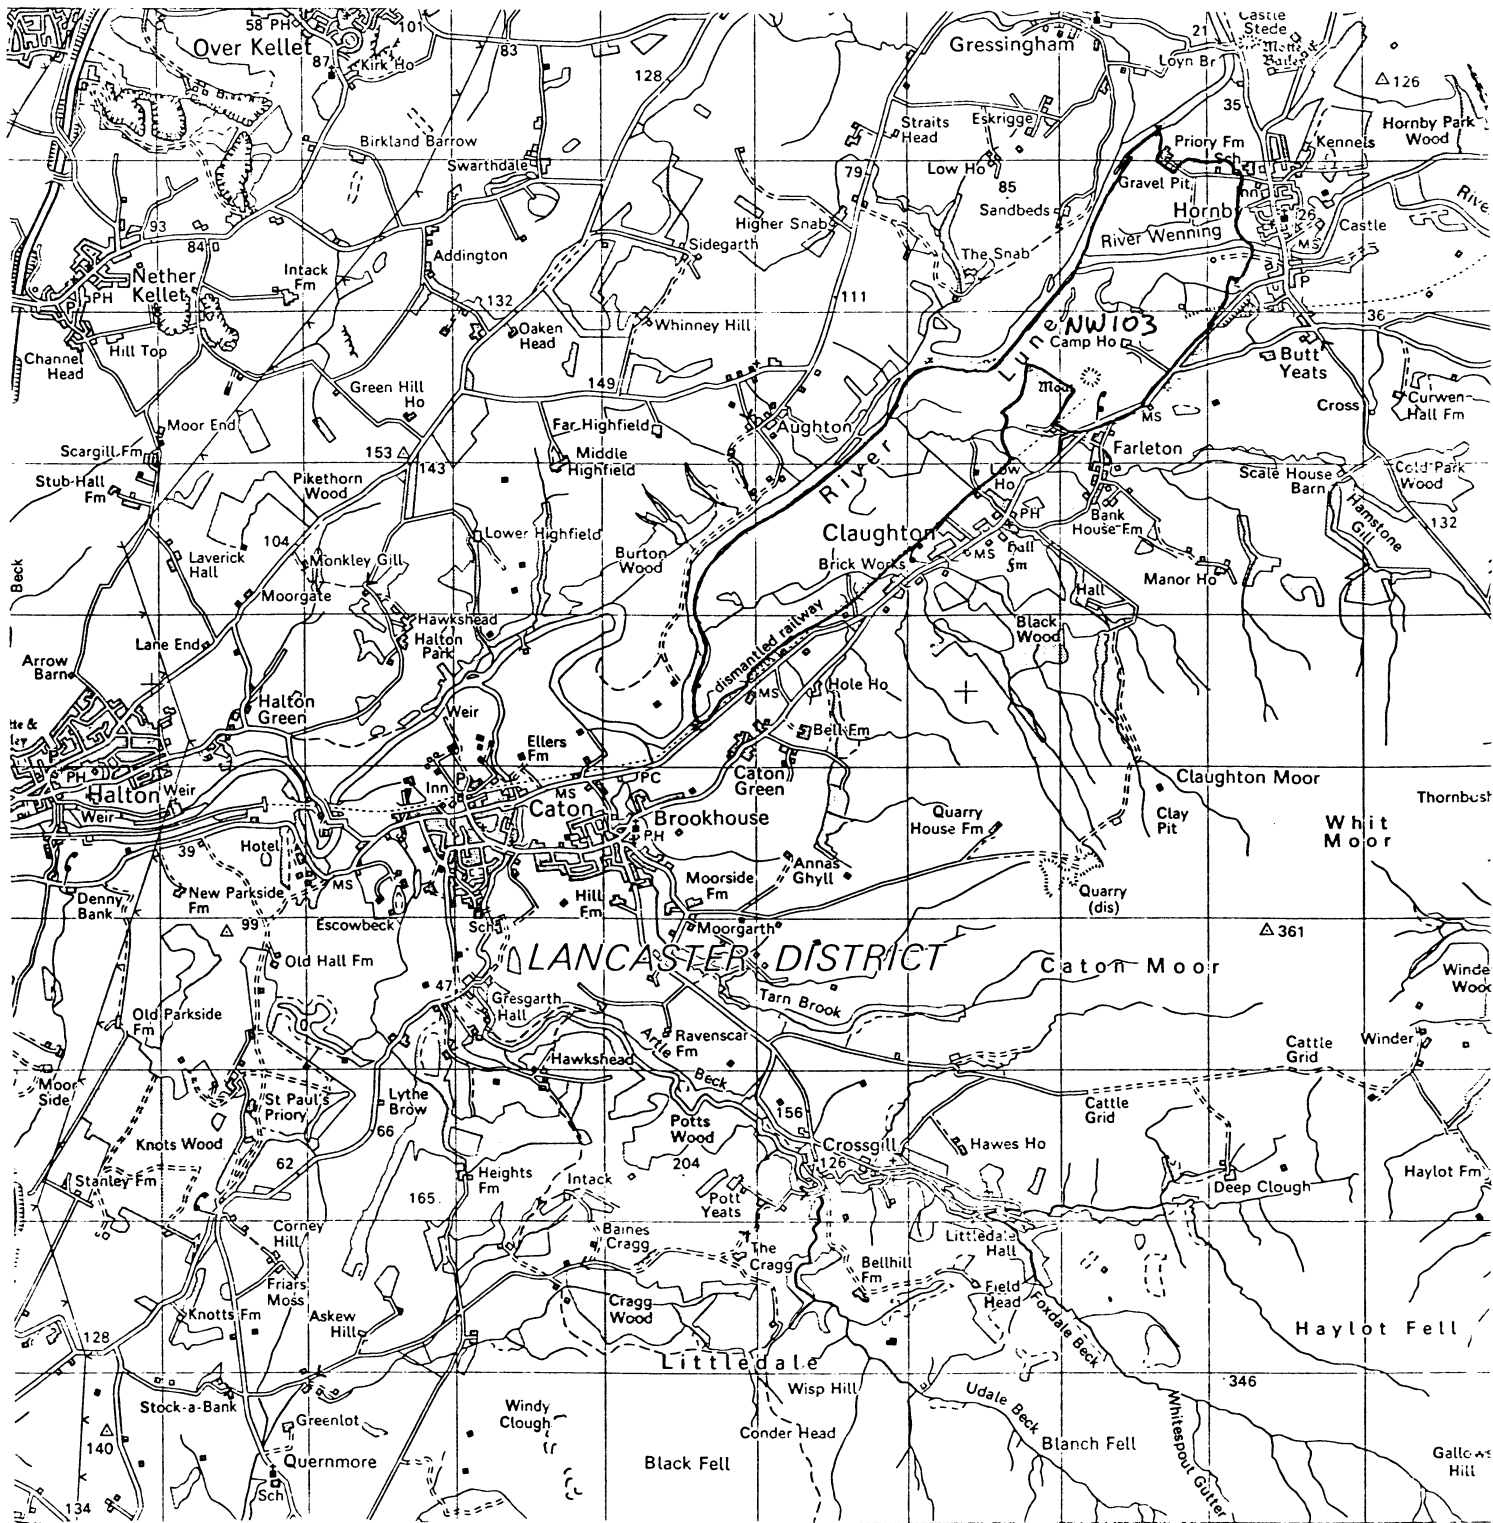 58 PH
101
Over Kellet
87
Kirk Ho
83
128
Gressingham
21
Loyn Br
Castle
Stede
Motte
Bailey
126
35
Straits
Head
Eskrigge
Hornby Park
Wood
Birkland Barrow
Swarthdale
Priory Fm
Sch
Kennels
79
Low Ho
85
Gravel Pit
Inn
Sandbeds
Hornby
26
Castle
93
84
Higher Snab
Sidegarth
River Wenning
MS
Addington
The Snab
Nether
Kellet
PH
P
Intack
Fm
132
111
P
Oaken
Head
Whinney Hill
NW103
Camp Ho
36
Channel
Head
Hill Top
Lune
Butt
Yeats
Green Hill
Ho
149
Mote
MS
Cross
Curwen
Hall Fm
Moor End
Far Highfield
Aughton
Farleton
Scargill Fm
153
143
Middle
Highfield
Stub Hall
Fm
Pikethorn
Wood
River
Low
Ho
Scale House
Barn
Cold Park
Wood
PH
Bank
House Fm
Hamstone
Gill
132
104
Lower Highfield
Claughton
Laverick
Hall
Monkley Gill
Burton
Wood
Brick Works
MS
Hall
Fm
Manor Ho
Beck
Moorgate
Hall
Hawkshead
Halton
Park
Black
Wood
Lane End
dismantled railway
Arrow
Barn
MS
Hole Ho
Halton
Green
Weir
Bell Fm
Ellers
Fm
PH
Halton
Weir
Weir
P
Inn
MS
PC
Caton
Green
Claughton Moor
Caton
Brookhouse
PH
Quarry
House Fm
Clay
Pit
Thornbush
Whit
Moor
39
Hotel
MS
Annas
Ghyll
Denny
Bank
New Parkside
Fm
Hill
Fm
Moorside
Fm
Quarry
(dis)
99
Escowbeck
Sch
Moorgarth
361
Old Hall Fm
LANCASTER DISTRICT
Caton Moor
47
Gresgarth
Hall
Tarn Brook
Old Parkside
Fm
Artle
Beck
Ravenscar
Fm
Hawkshead
Cattle
Grid
Winder
Moor
Side
St Paul's
Priory
Lythe
Brow
66
Potts
Wood
156
Cattle
Grid
Knots Wood
Crossgill
126
Hawes Ho
62
204
Stanley Fm
Heights
Fm
Intack
Haylot Fm
165
Pott
Yeats
Deep Clough
Corney
Hill
Baines
Cragg
The
Cragg
Littledale
Hall
Friars
Moss
Bellhill
Fm
Field
Head
Knotts Fm
Askew
Hill
Cragg
Wood
Foxdale Beck
128
Haylot Fell
Littledale
Wisp Hill
346
Stock-a-Bank
Windy
Clough
Udale Beck
Whitespout Gutter
140
Greenlot
Conder Head
Blanch Fell
Quernmore
Black Fell
Gallows
Hill
Sch
134